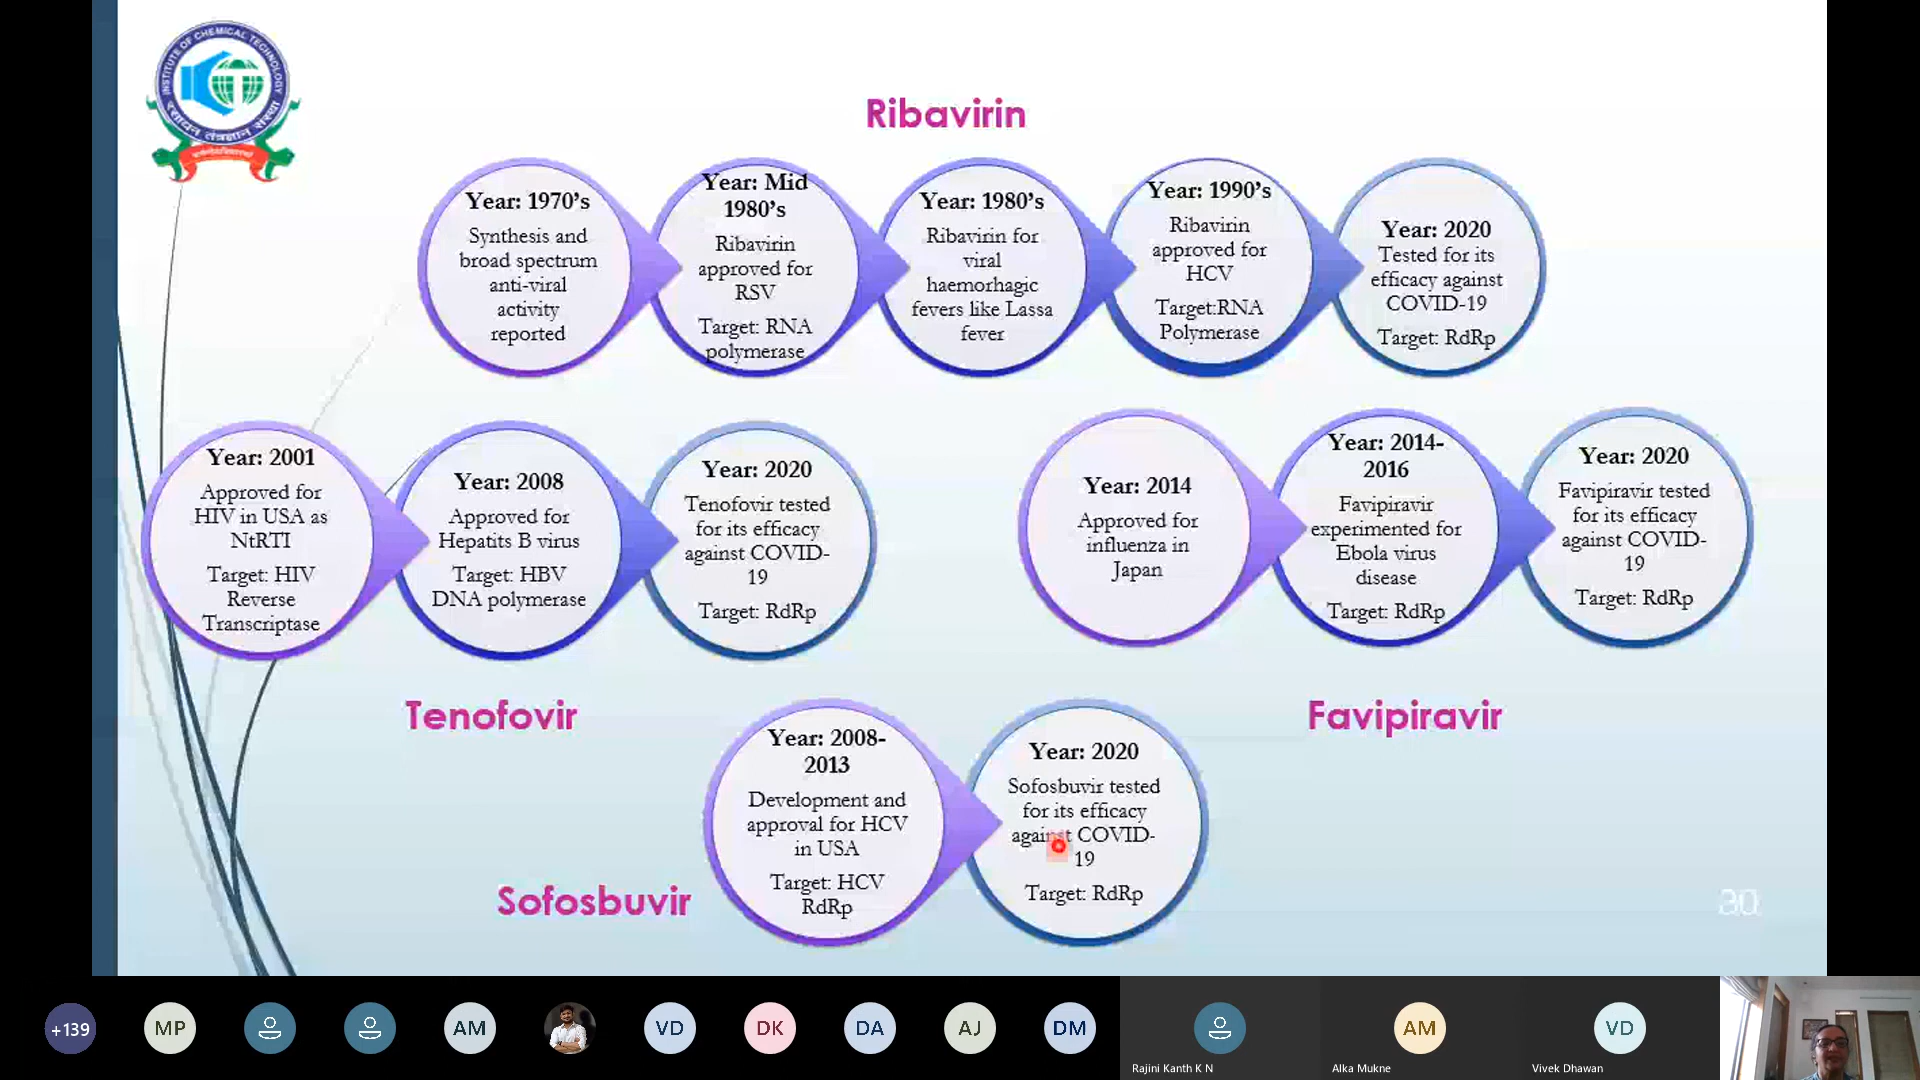 INSTITUTE OF CHEMICAL TECHNOLOGY
रसायन तंत्रज्ञान संस्था
Ribavirin
Year: 1970's
Synthesis and
broad spectrum
anti-viral
activity
reported
Year: Mid
1980's
Ribavirin
approved for
RSV
Target: RNA
polymerase
Year: 1980's
Ribavirin for
viral
haemorhagic
fevers like Lassa
fever
Year: 1990's
Ribavirin
approved for
HCV
Target:RNA
Polymerase
Year: 2020
Tested for its
efficacy against
COVID-19
Target: RdRp
Year: 2001
Approved for
HIV in USA as
NtRTI
Target: HIV
Reverse
Transcriptase
Year: 2008
Approved for
Hepatits B virus
Target: HBV
DNA polymerase
Year: 2020
Tenofovir tested
for its efficacy
against COVID-
19
Target: RdRp
Tenofovir
Year: 2014
Approved for
influenza in
Japan
Year: 2014-
2016
Favipiravir
experimented for
Ebola virus
disease
Target: RdRp
Year: 2020
Favipiravir tested
for its efficacy
against COVID-
19
Target: RdRp
Favipiravir
Year: 2008-
2013
Development and
approval for HCV
in USA
Target: HCV
RdRp
Year: 2020
Sofosbuvir tested
for its efficacy
against COVID-
19
Target: RdRp
Sofosbuvir
30
+139
MP
AM
VD
DK
DA
AJ
DM
Rajini Kanth K N
AM
Alka Mukne
VD
Vivek Dhawan